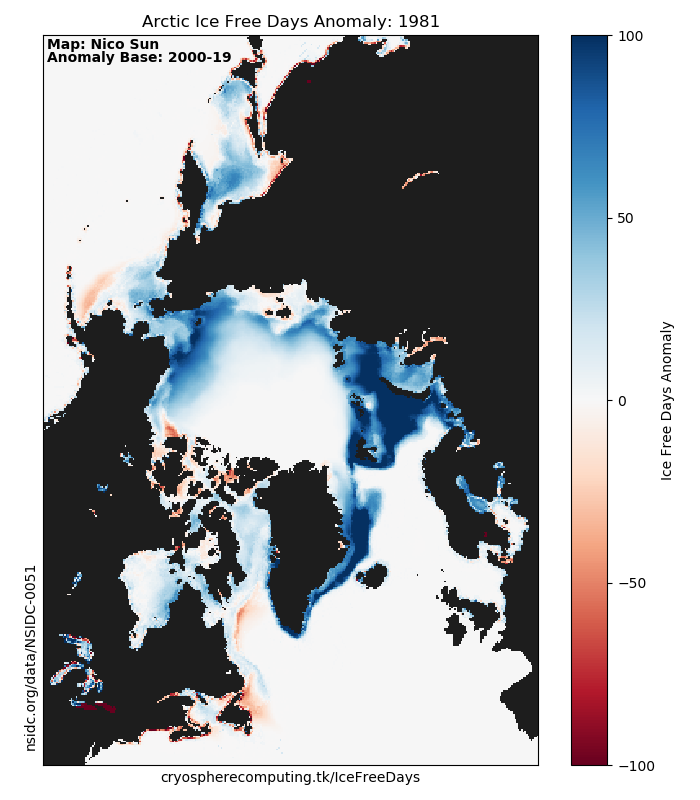 Arctic Ice Free Days Anomaly: 1981
Map: Nico Sun
Anomaly Base: 2000-19
100
50
0
−50
−100
Ice Free Days Anomaly
nsidc.org/data/NSIDC-0051
cryospherecomputing.tk/IceFreeDays